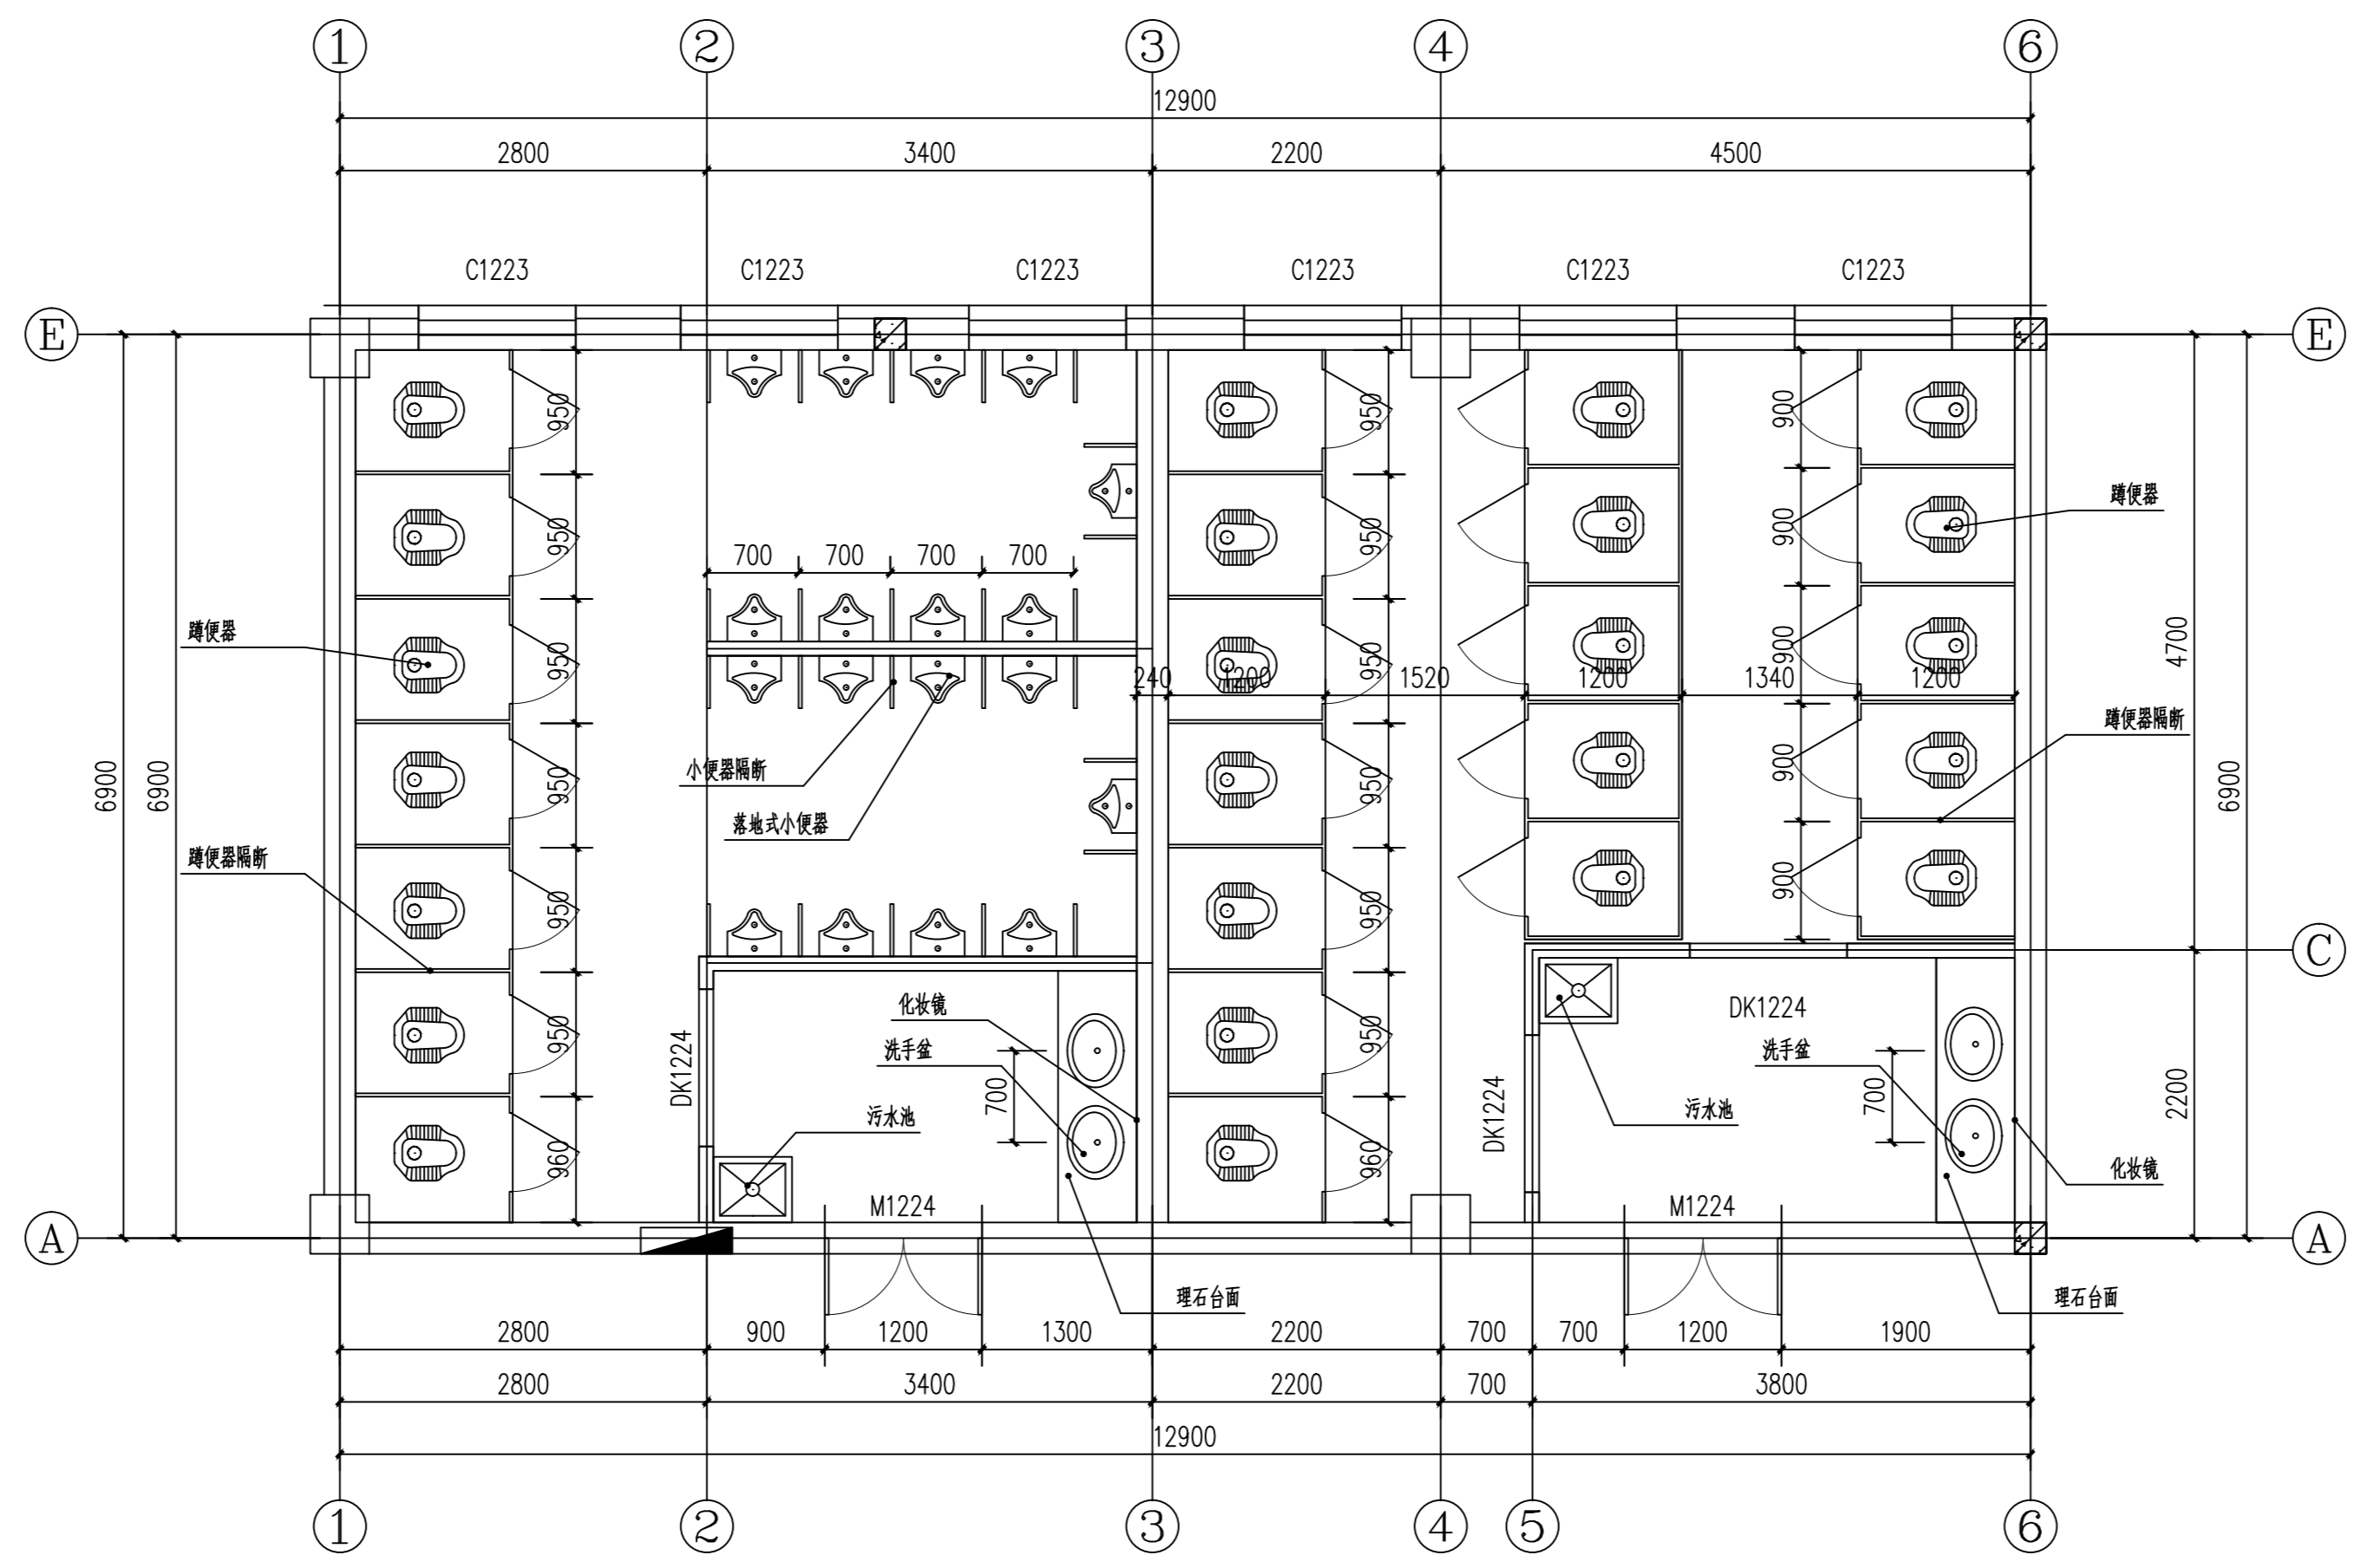 1 2 3 4 6
12900
2800 3400 2200 4500
C1223 C1223 C1223 C1223 C1223 C1223
E E
950 950 900
蹲便器
950 950 900
700 700 700 700
蹲便器
950 950 900
4700
240 1200 1520 1200 1340 1200
蹲便器隔断
小便器隔断
6900 6900 950 950 900 6900
落地式小便器
蹲便器隔断
950 950 900
C
化妆镜 DK1224
950 950
洗手盆 洗手盆
DK1224 700 DK1224 700 2200
污水池 污水池
960 960
化妆镜
M1224 M1224
A A
理石台面 理石台面
2800 900 1200 1300 2200 700 700 1200 1900
2800 3400 2200 700 3800
12900
1 2 3 4 5 6